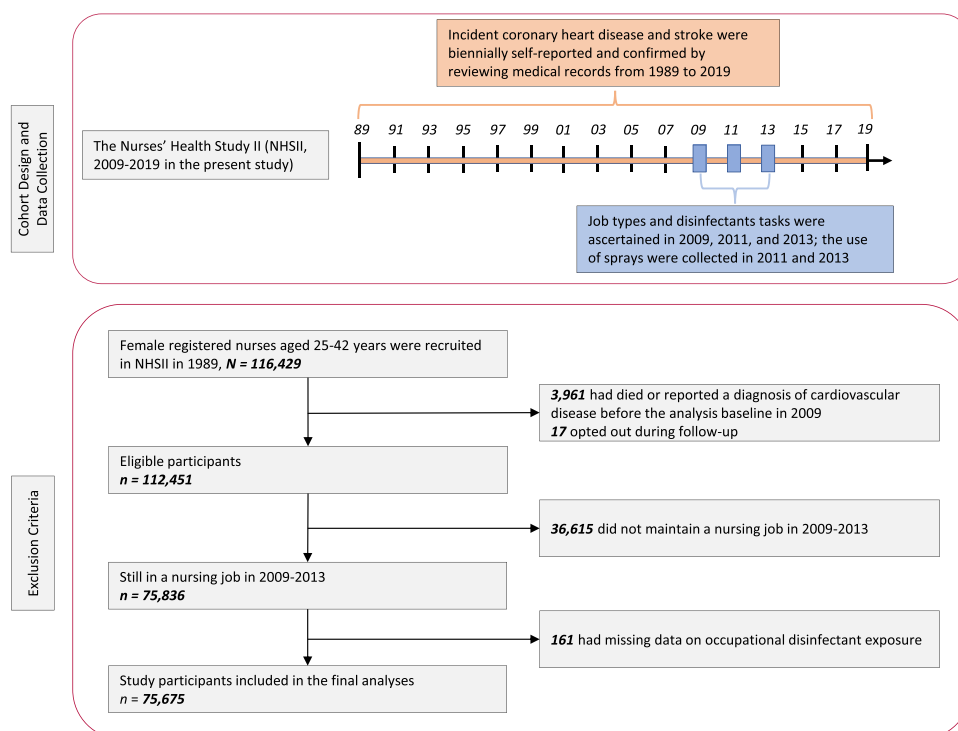 Cohort Design and
Data Collection
Incident coronary heart disease and stroke were
biennially self-reported and confirmed by
reviewing medical records from 1989 to 2019
The Nurses’ Health Study II (NHSII,
2009-2019 in the present study)
89 91 93 95 97 99 01 03 05 07 09 11 13 15 17 19
Job types and disinfectants tasks were
ascertained in 2009, 2011, and 2013; the use
of sprays were collected in 2011 and 2013
Exclusion Criteria
Female registered nurses aged 25-42 years were recruited
in NHSII in 1989, N = 116,429
3,961 had died or reported a diagnosis of cardiovascular
disease before the analysis baseline in 2009
17 opted out during follow-up
Eligible participants
n = 112,451
36,615 did not maintain a nursing job in 2009-2013
Still in a nursing job in 2009-2013
n = 75,836
161 had missing data on occupational disinfectant exposure
Study participants included in the final analyses
n = 75,675